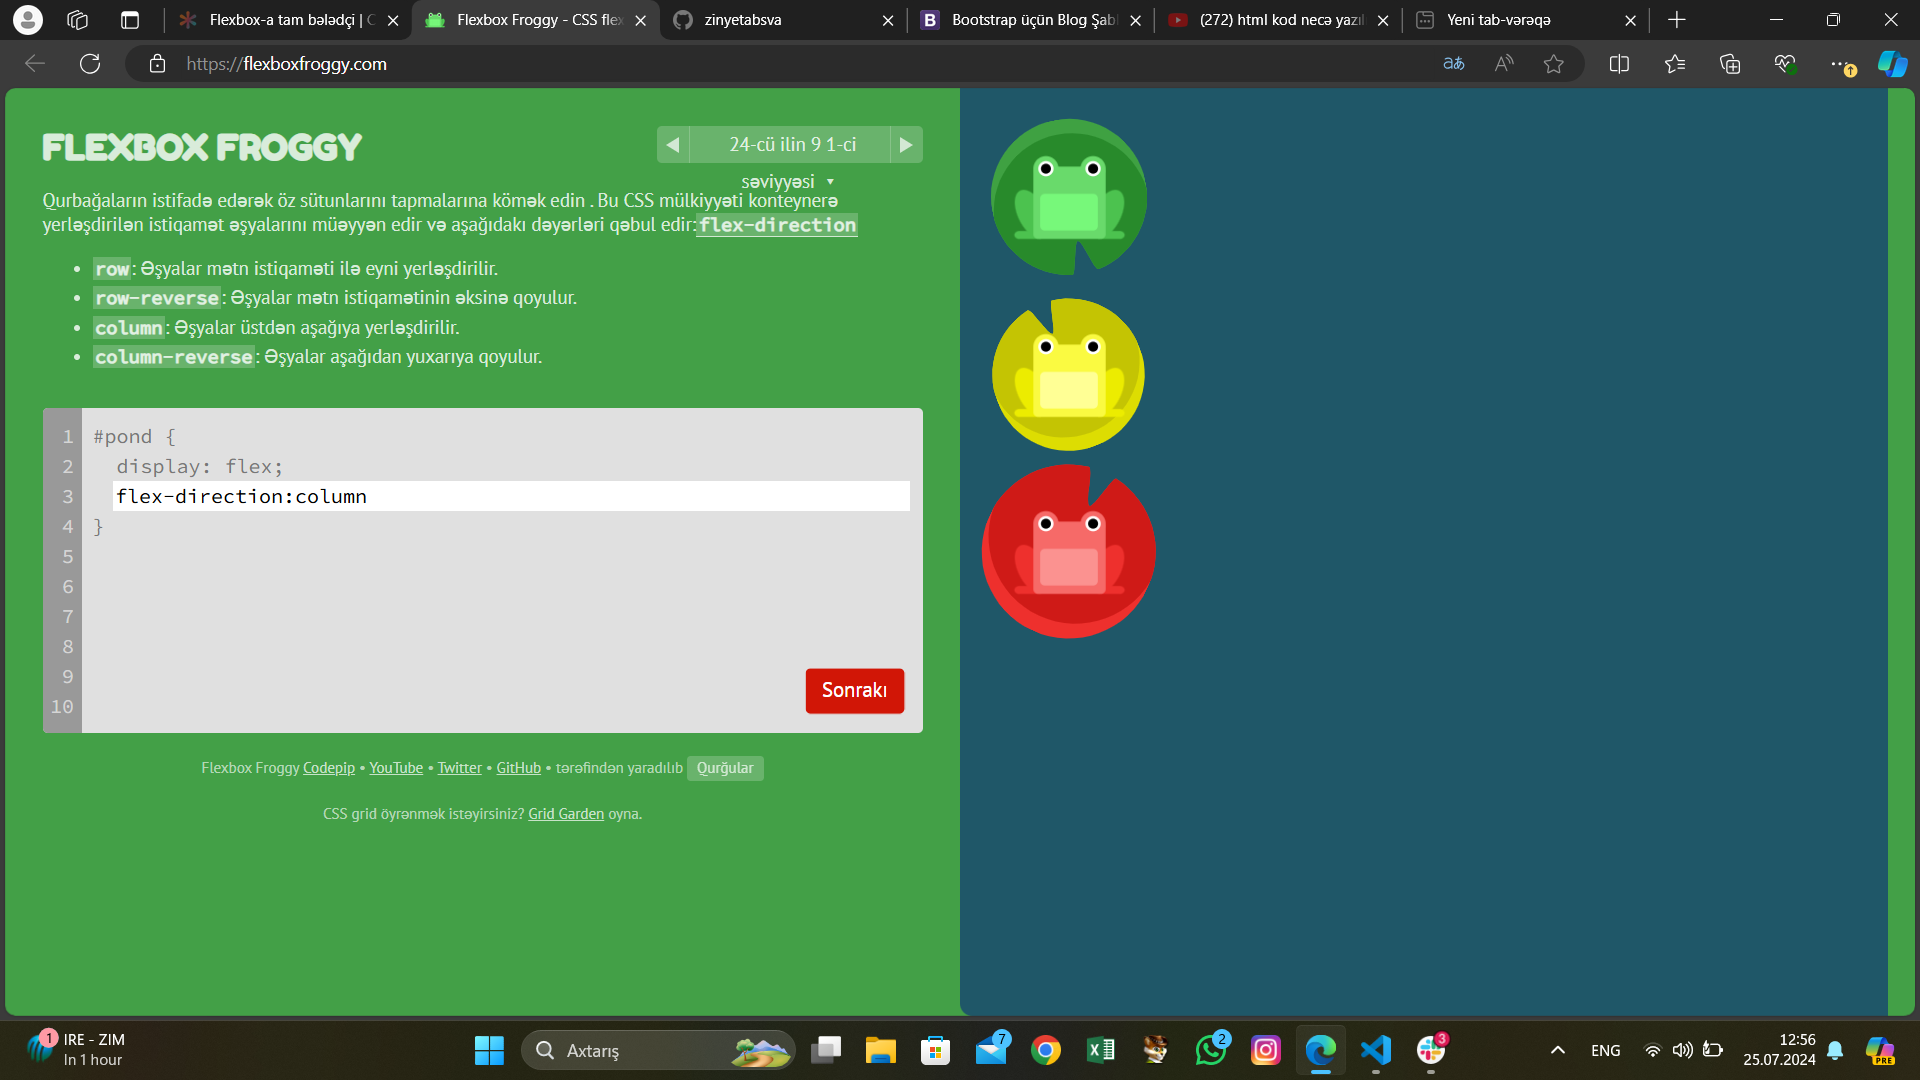 Flexbox-a tam bələdçi | C
Flexbox Froggy - CSS flex
zinyetabsva
Bootstrap üçün Blog Şabl
(272) html kod necə yazıl
Yeni tab-vərəqə
https://flexboxfroggy.com
FLEXBOX FROGGY
24-cü ilin 9 1-ci
səviyyəsi
Qurbağaların istifadə edərək öz sütunlarını tapmalarına kömək edin . Bu CSS mülkiyyəti konteynerə
yerləşdirilən istiqamət əşyalarını müəyyən edir və aşağıdakı dəyərləri qəbul edir: flex-direction
• row: Əşyalar mətn istiqaməti ilə eyni yerləşdirilir.
• row-reverse: Əşyalar mətn istiqamətinin əksinə qoyulur.
• column: Əşyalar üstdən aşağıya yerləşdirilir.
• column-reverse: Əşyalar aşağıdan yuxarıya qoyulur.
1 #pond {
2 display: flex;
3 flex-direction:column
4 }
5
6
7
8
9
10
Sonrakı
Flexbox Froggy Codepip • YouTube • Twitter • GitHub • tərəfindən yaradılıb Qurğular
CSS grid öyrənmək istəyirsiniz? Grid Garden oyna.
1
IRE - ZIM
In 1 hour
Axtarış
7
2
3
ENG
12:56
25.07.2024
PRE